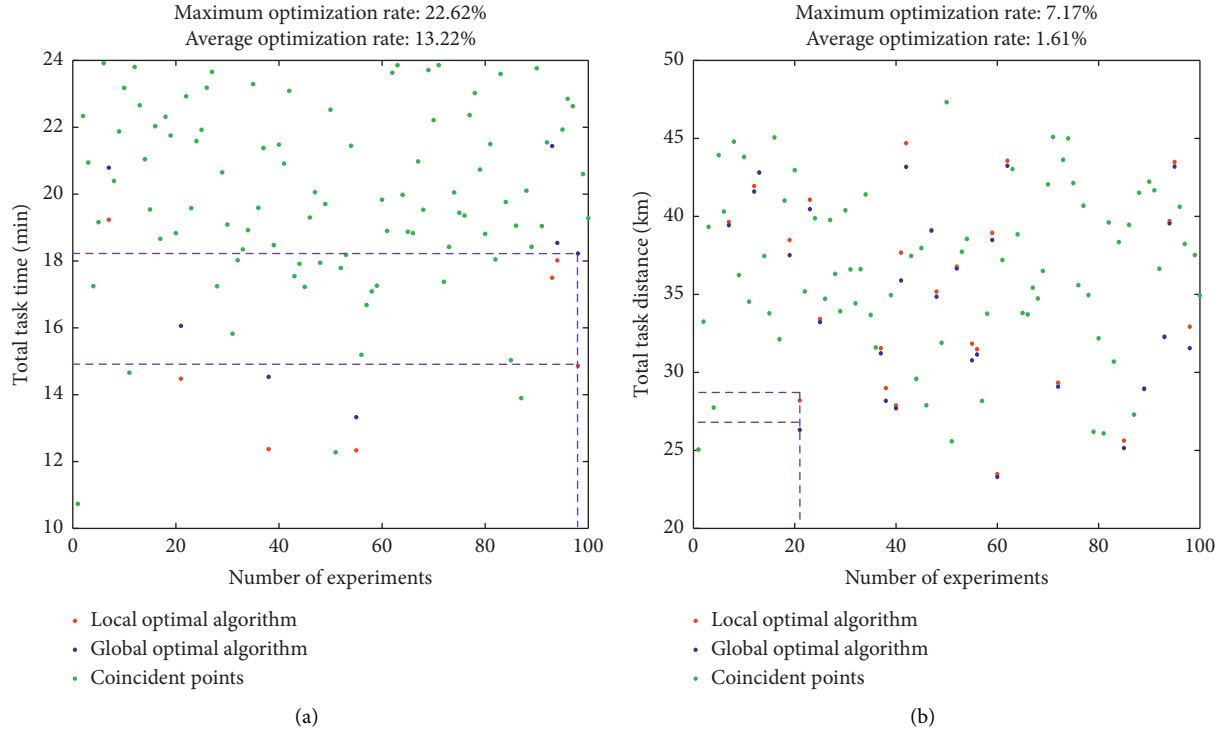 Maximum optimization rate: 22.62%
Average optimization rate: 13.22%
24
22
20
18
16
14
12
10
Total task time (min)
0 20 40 60 80 100
Number of experiments
Local optimal algorithm
Global optimal algorithm
Coincident points
(a)
Maximum optimization rate: 7.17%
Average optimization rate: 1.61%
50
45
40
35
30
25
20
Total task distance (km)
0 20 40 60 80 100
Number of experiments
Local optimal algorithm
Global optimal algorithm
Coincident points
(b)